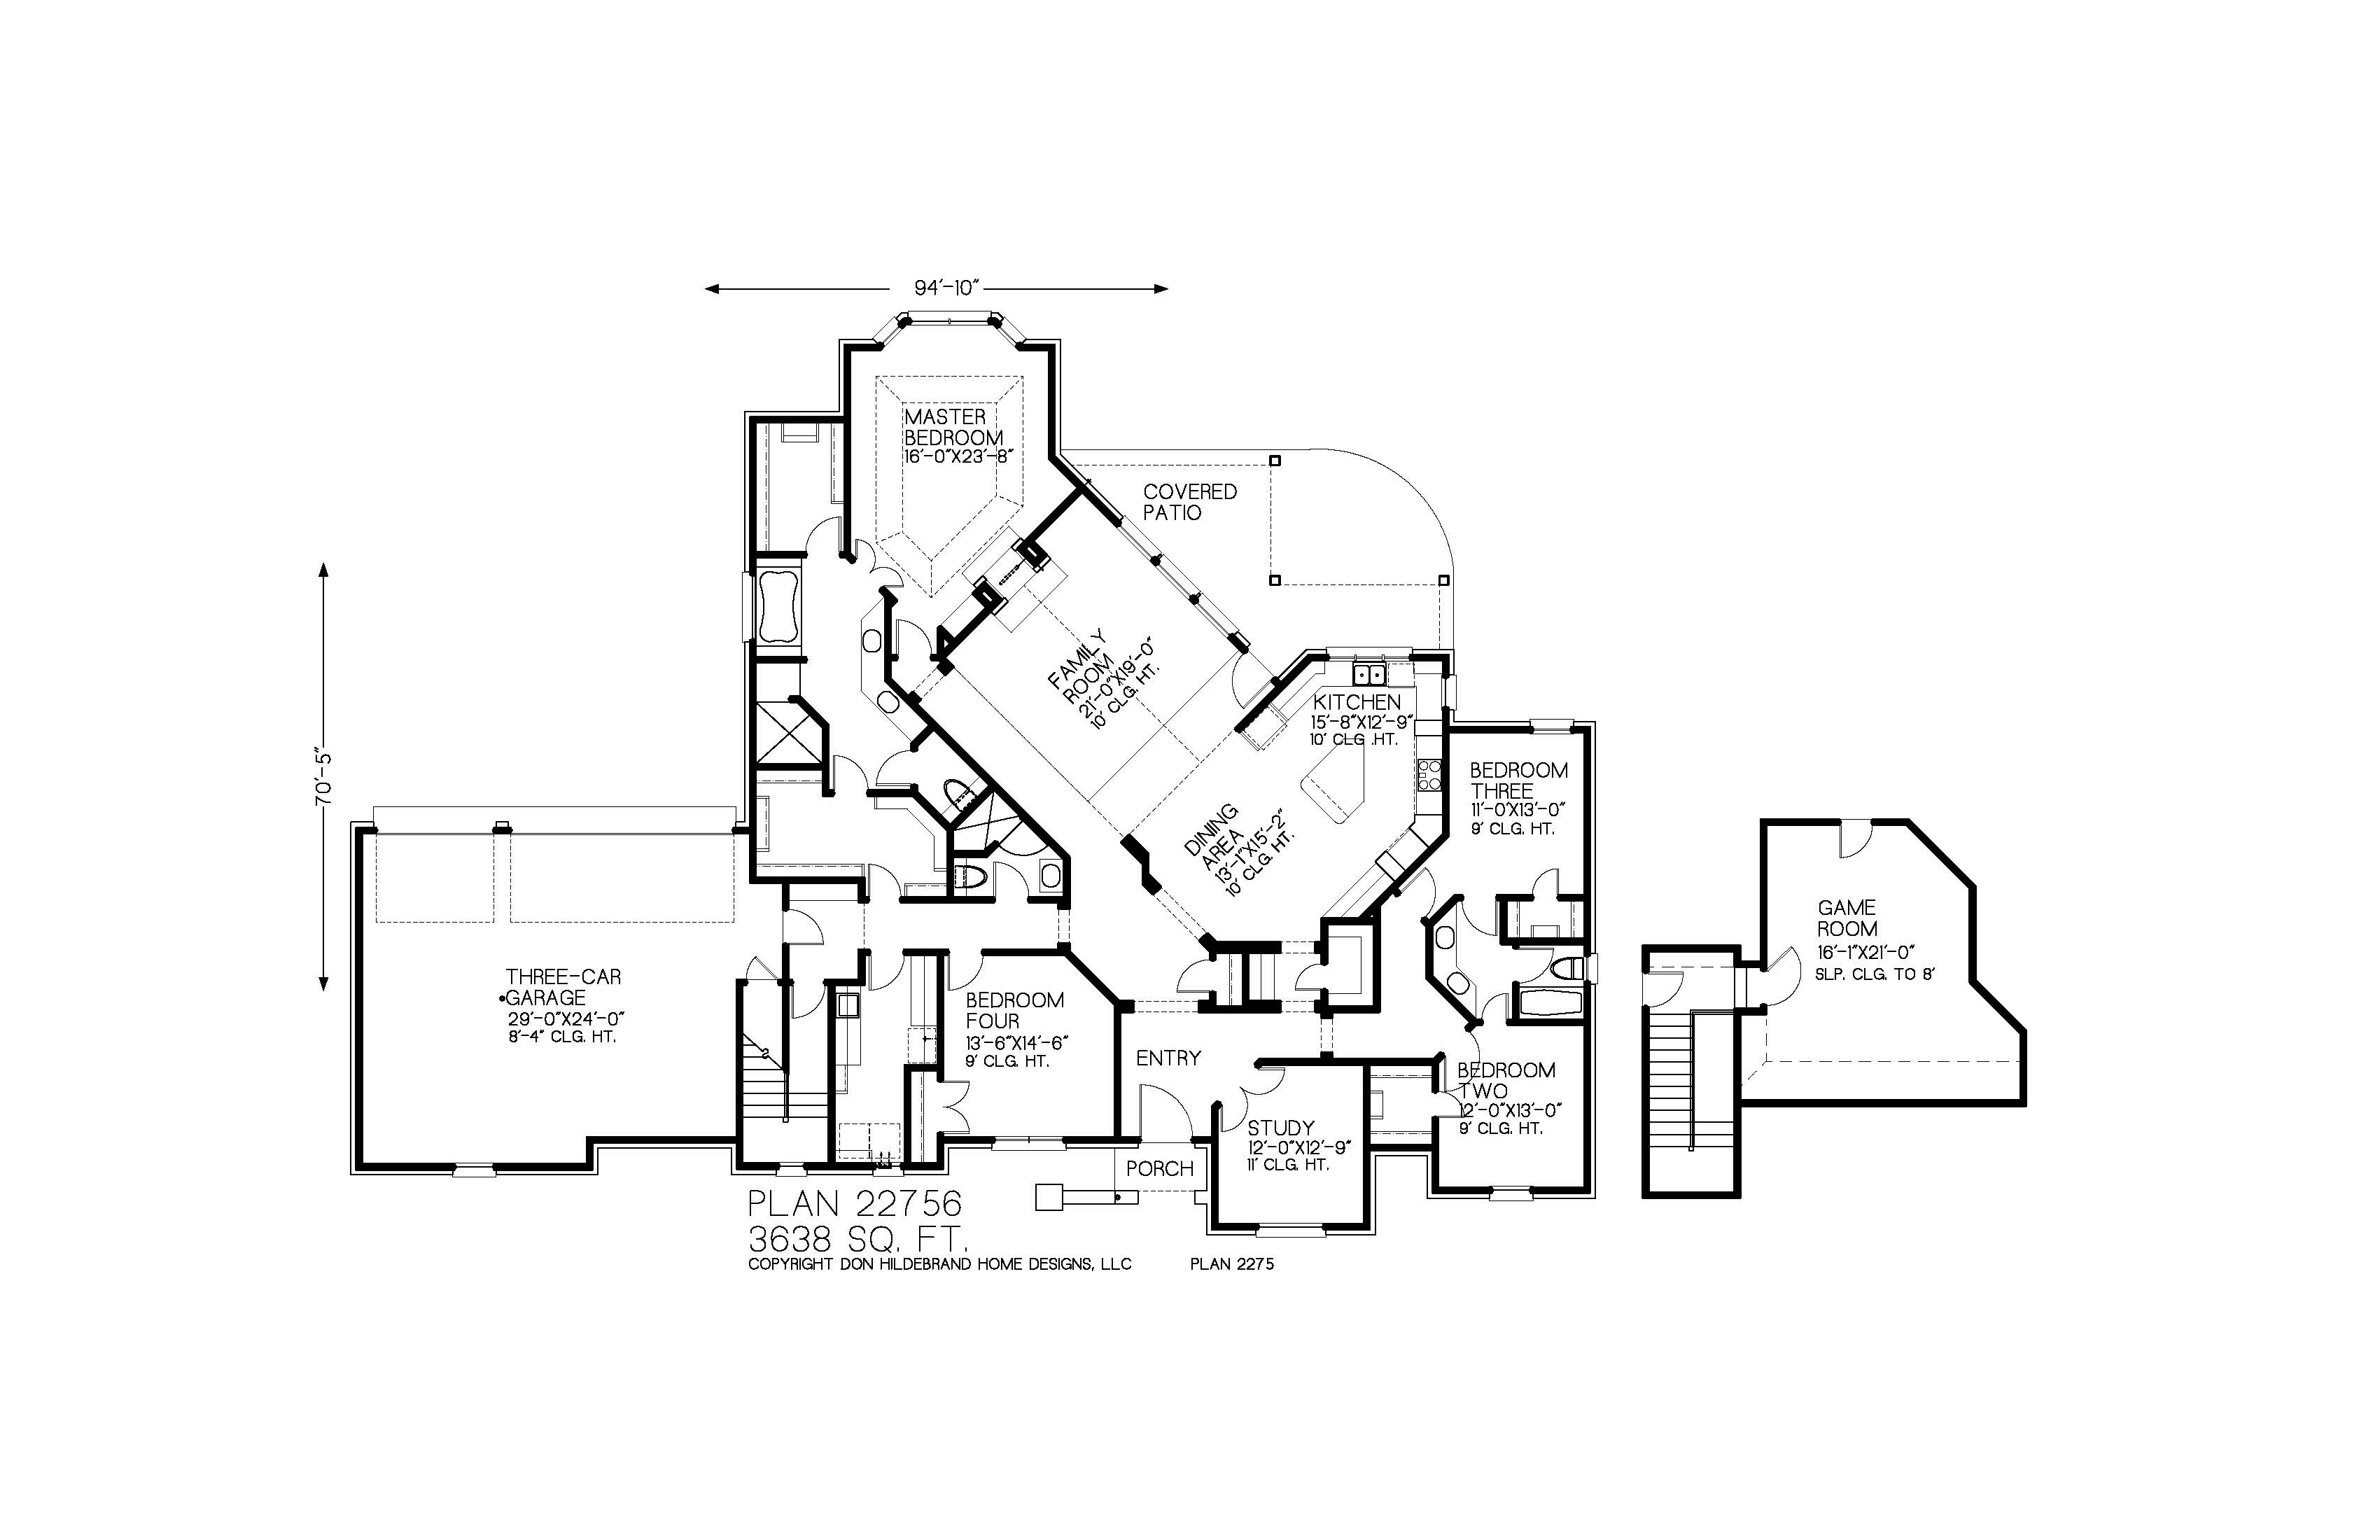 94'-10"
70'-5"
MASTER
BEDROOM
16'-0"X23'-8"
COVERED
PATIO
FAMILY
ROOM
21'-0"X19'-0"
10' CLG. HT.
KITCHEN
15'-8"X12'-9"
10' CLG .HT.
DINING
AREA
13'-1"X15'-2"
10' CLG. HT.
BEDROOM
THREE
11'-0'X13'-0"
9' CLG. HT.
GAME
ROOM
16'-1"X21'-0"
SLP. CLG. TO 8'
THREE-CAR
GARAGE
29'-0"X24'-0"
8'-4" CLG. HT.
BEDROOM
FOUR
13'-6"X14'-6"
9' CLG. HT.
ENTRY
BEDROOM
TWO
12'-0"X13'-0"
9' CLG. HT.
STUDY
12'-0"X12'-9"
11' CLG. HT.
PORCH
PLAN 22756
3638 SQ. FT.
COPYRIGHT DON HILDEBRAND HOME DESIGNS, LLC
PLAN 2275